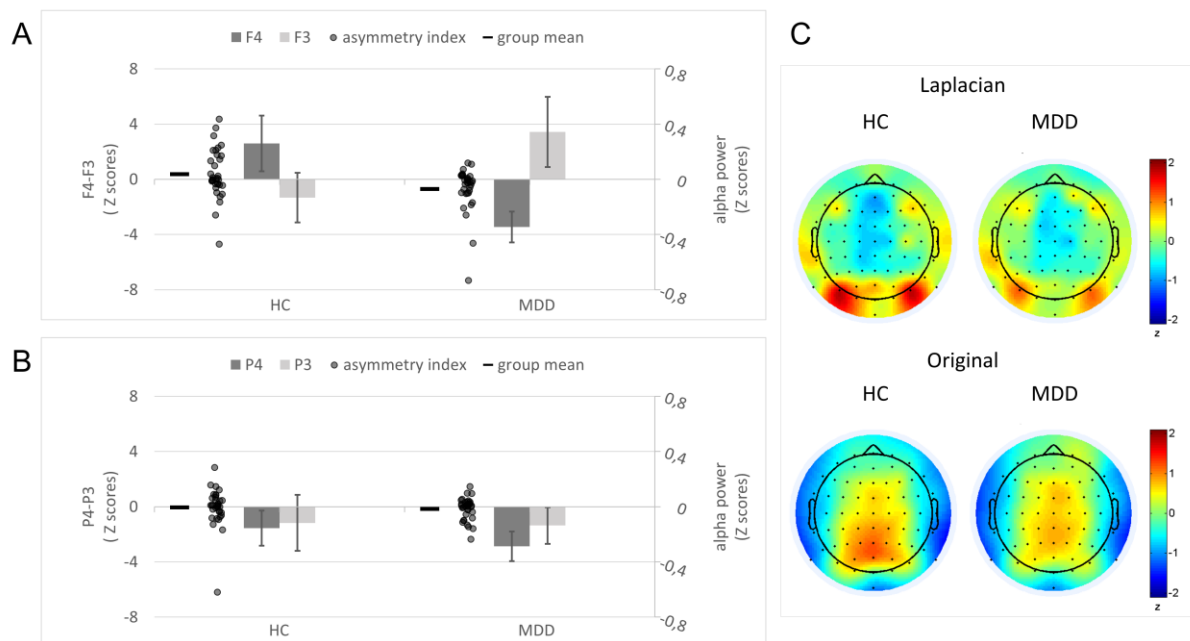 A
F4 F3 asymmetry index group mean
8
4
0
-4
-8
F4-F3
( Z scores)
0,8
0,4
0
-0,4
-0,8
alpha power
(Z scores)
HC MDD
B
P4 P3 asymmetry index group mean
8
4
0
-4
-8
P4-P3
( Z scores)
0,8
0,4
0
-0,4
-0,8
alpha power
(Z scores)
HC MDD
C
Laplacian
HC MDD
2
1
0
-1
-2
z
Original
HC MDD
2
1
0
-1
-2
z